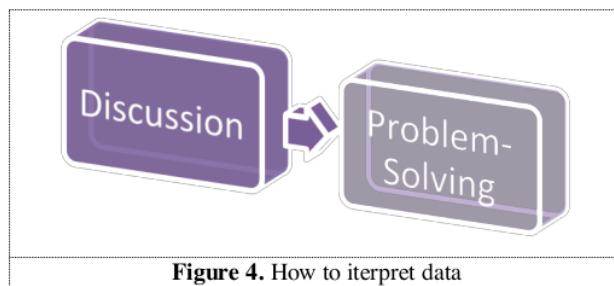 Discussion
Problem-
Solving
Figure 4. How to iterpret data